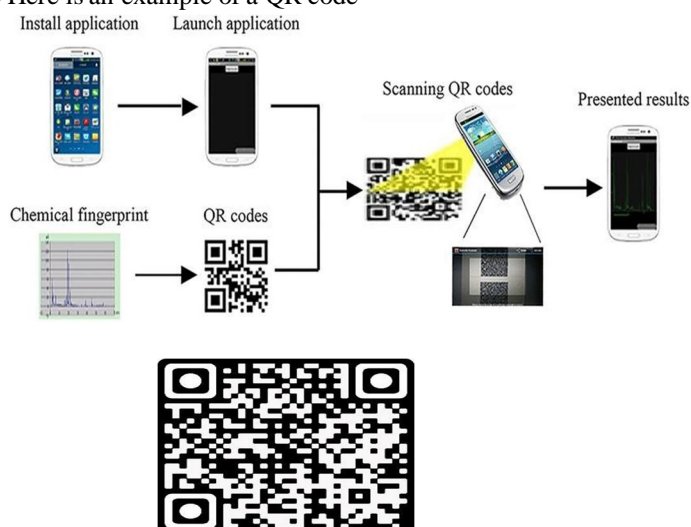 Here is an example of a QR code
Install application
Launch application
Scanning QR codes
Presented results
Chemical fingerprint
QR codes